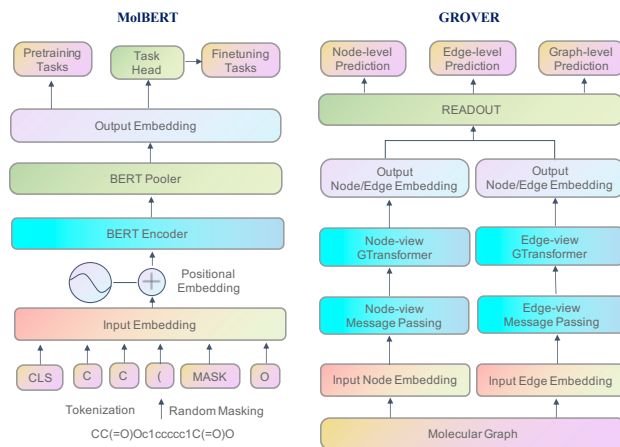 MolBERT
Pretraining
Tasks
Task
Head
Finetuning
Tasks
Output Embedding
BERT Pooler
BERT Encoder
Positional
Embedding
Input Embedding
CLS
C
C
(
MASK
O
Tokenization
Random Masking
CC(=O)Oc1ccccc1C(=O)O
GROVER
Node-level
Prediction
Edge-level
Prediction
Graph-level
Prediction
READOUT
Output
Node/Edge Embedding
Output
Node/Edge Embedding
Node-view
GTransformer
Edge-view
GTransformer
Node-view
Message Passing
Edge-view
Message Passing
Input Node Embedding
Input Edge Embedding
Molecular Graph